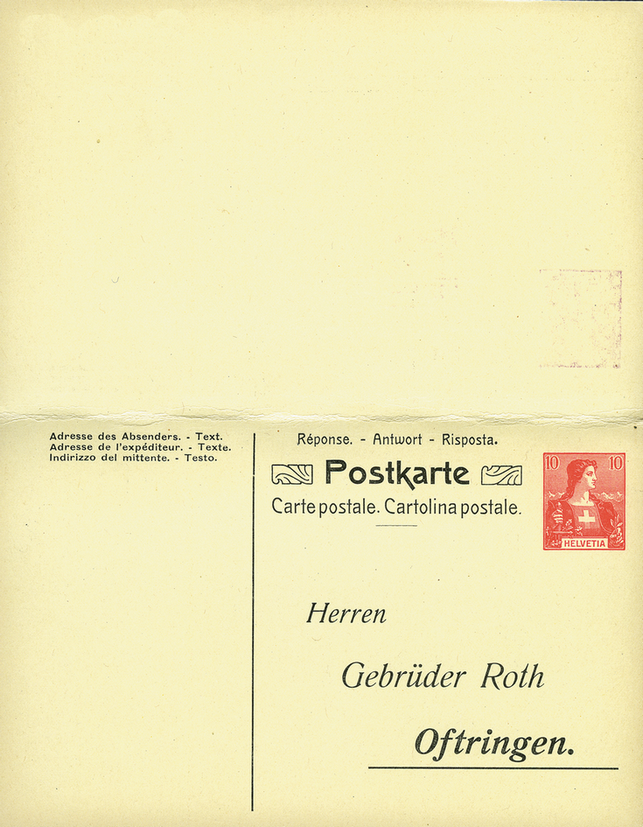 Adresse des Absenders. - Text.
Adresse de l'expéditeur. - Texte.
Indirizzo del mittente. - Testo.
Réponse. - Antwort - Risposta.
Postkarte
Carte postale. Cartolina postale.
10 10
HELVETIA
Herren
Gebrüder Roth
Oftringen.